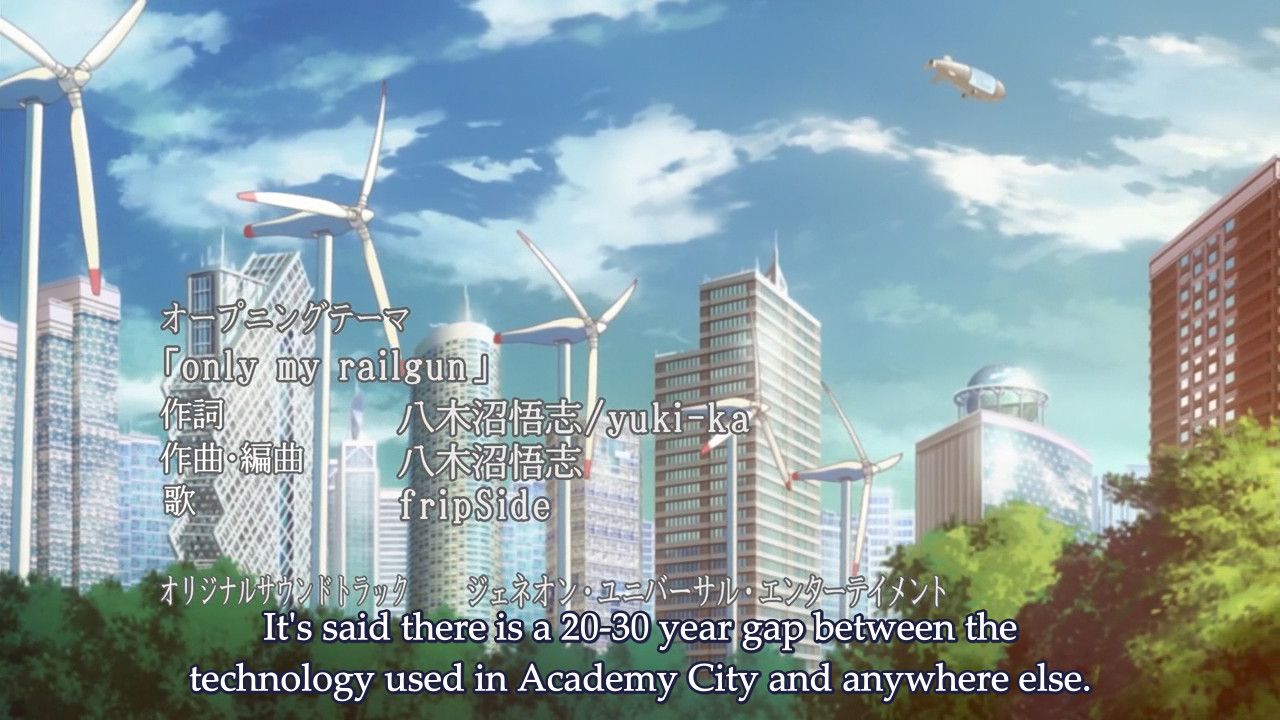 オープニングテーマ
「only my railgun」
作詞 八木沼悟志/yuki-ka
作曲・編曲 八木沼悟志
歌 fripSide
オリジナルサウンドトラック ジェネオン・ユニバーサル・エンターテイメント
It's said there is a 20-30 year gap between the
technology used in Academy City and anywhere else.